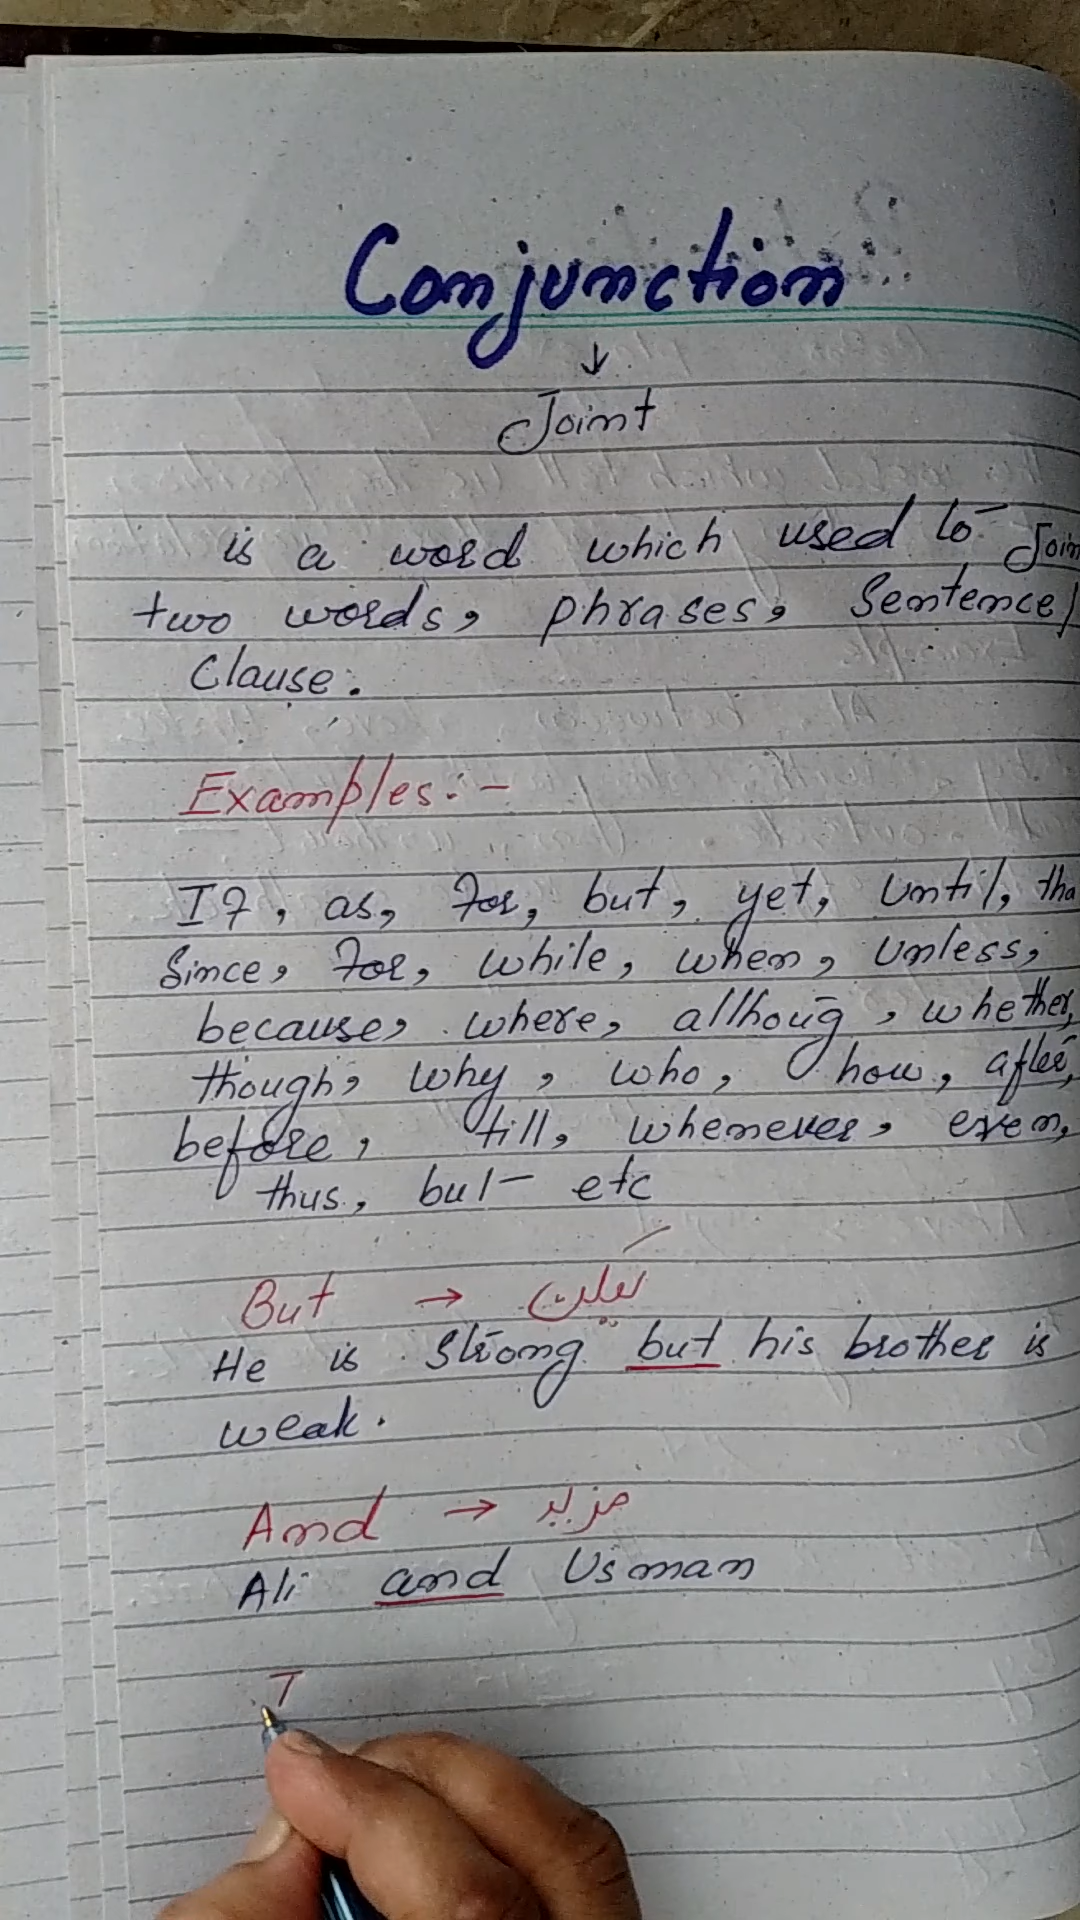 Conjunction
↓
Joint
is a word which used to Join
two words, phrases, Sentence/
Clause.
Examples:-
If, as, for, but, yet, until, tha
Since, for, while, when, unless,
because, where, althoug, whether,
though, why, who, how, after,
before, till, whenever, even,
thus, but etc
But → لیکن
He is strong but his brother is
weak.
And → مزید
Ali and Usman
I